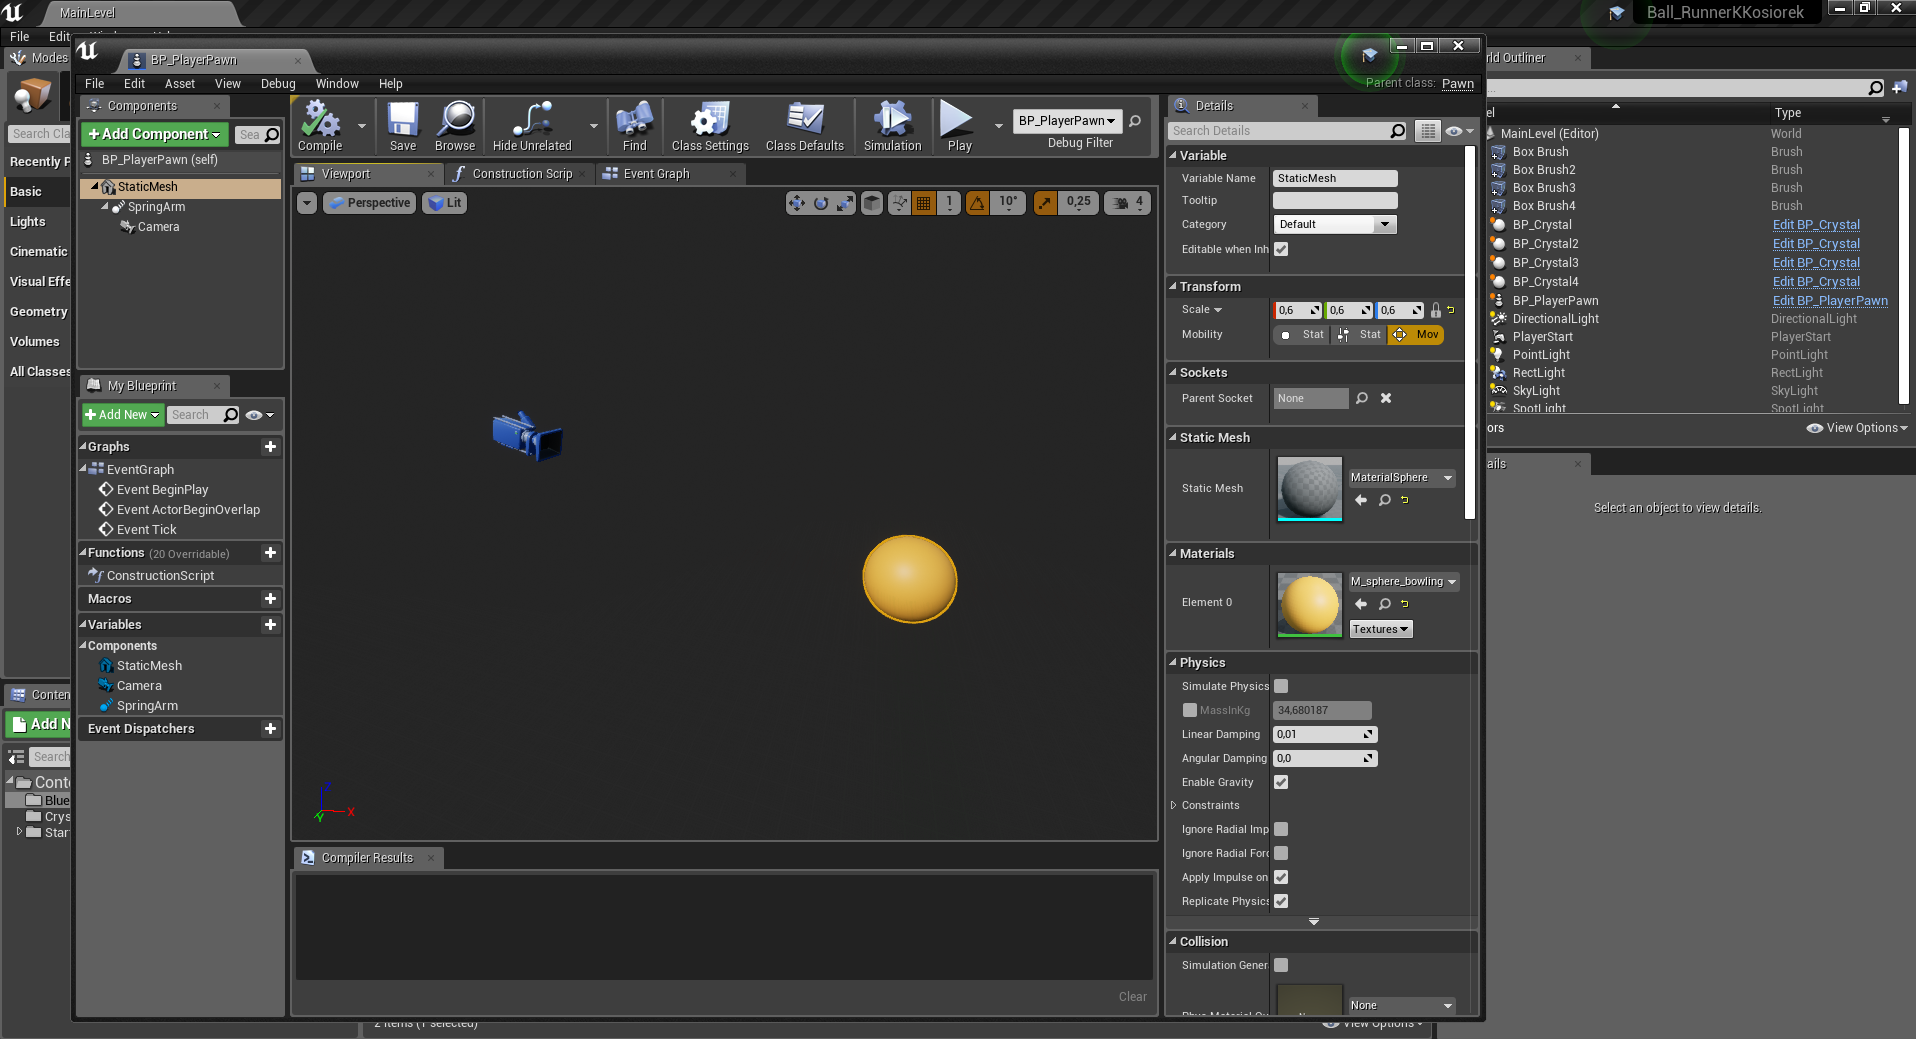 MainLevel
Ball_RunnerKKosiorek
File
Edit
Modes
Search Cla
Recently P
Basic
Lights
Cinematic
Visual Effe
Geometry
Volumes
All Classes
Conten
Add N
Search
Conte
Blue
Crys
Star
BP_PlayerPawn
File Edit Asset View Debug Window Help
Parent class: Pawn
Components
+Add Component
Sea
BP_PlayerPawn (self)
StaticMesh
SpringArm
Camera
My Blueprint
+Add New
Search
Graphs
EventGraph
Event BeginPlay
Event ActorBeginOverlap
Event Tick
Functions (20 Overridable)
ConstructionScript
Macros
Variables
Components
StaticMesh
Camera
SpringArm
Event Dispatchers
Compile
Save
Browse
Hide Unrelated
Find
Class Settings
Class Defaults
Simulation
Play
BP_PlayerPawn
Debug Filter
Viewport
Construction Scrip
Event Graph
Perspective
Lit
1
10°
0,25
4
Z
X
Y
Compiler Results
Clear
2 items (1 selected)
View Options
Details
Search Details
Variable
Variable Name StaticMesh
Tooltip
Category Default
Editable when Inh
Transform
Scale 0,6 0,6 0,6
Mobility Stat Stat Mov
Sockets
Parent Socket None
Static Mesh
Static Mesh MaterialSphere
Materials
Element 0 M_sphere_bowling
Textures
Physics
Simulate Physics
MassInKg 34,680187
Linear Damping 0,01
Angular Damping 0,0
Enable Gravity
Constraints
Ignore Radial Imp
Ignore Radial Forc
Apply Impulse on
Replicate Physics
Collision
Simulation Gener
None
rld Outliner
el Type
MainLevel (Editor) World
Box Brush Brush
Box Brush2 Brush
Box Brush3 Brush
Box Brush4 Brush
BP_Crystal Edit BP_Crystal
BP_Crystal2 Edit BP_Crystal
BP_Crystal3 Edit BP_Crystal
BP_Crystal4 Edit BP_Crystal
BP_PlayerPawn Edit BP_PlayerPawn
DirectionalLight DirectionalLight
PlayerStart PlayerStart
PointLight PointLight
RectLight RectLight
SkyLight SkyLight
SpotLight SpotLight
ors
View Options
ails
Select an object to view details.